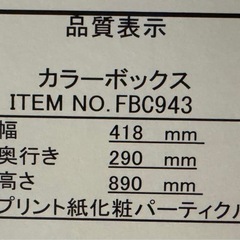 品質表示
カラーボックス
ITEM NO.FBC943
幅 418 mm
奥行き 290 mm
高さ 890 mm
プリント紙化粧パーティクル